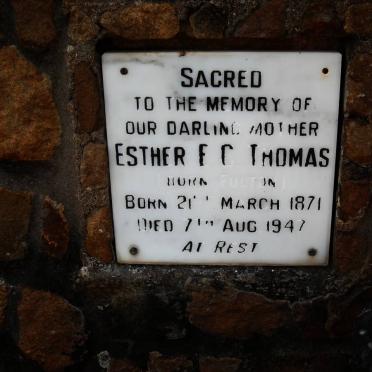 SACRED
TO THE MEMORY OF
OUR DARLING MOTHER
ESTHER F C THOMAS
BORN FULTON
BORN 21ST MARCH 1871
DIED 7TH AUG 1947
AT REST